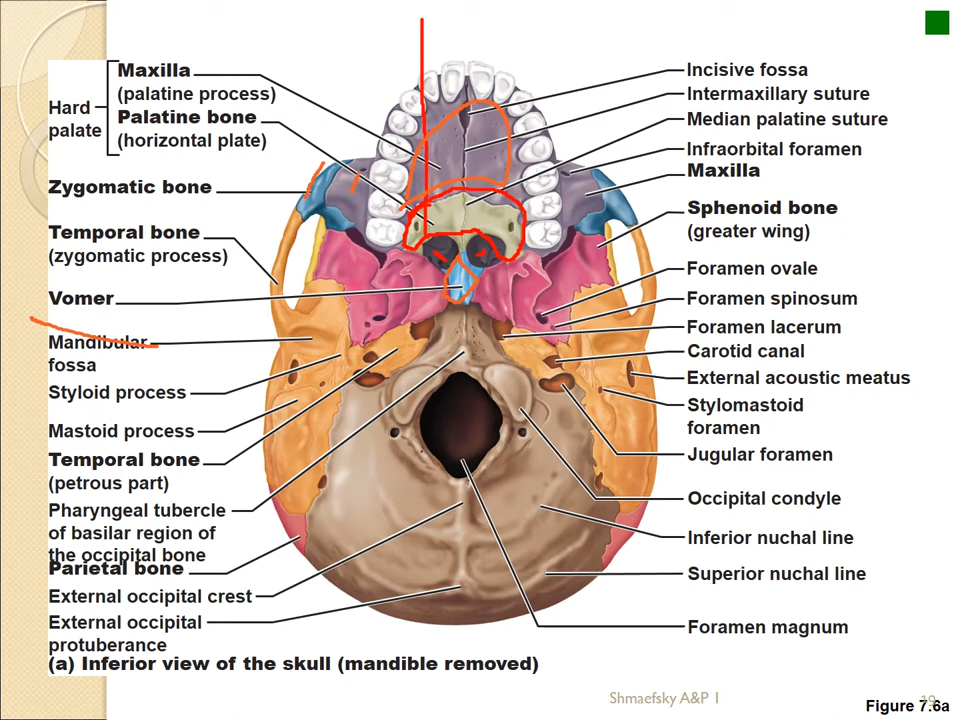 Maxilla
(palatine process)
Hard
palate
Palatine bone
(horizontal plate)
Zygomatic bone
Temporal bone
(zygomatic process)
Vomer
Mandibular
fossa
Styloid process
Mastoid process
Temporal bone
(petrous part)
Pharyngeal tubercle
of basilar region of
the occipital bone
Parietal bone
External occipital crest
External occipital
protuberance
Incisive fossa
Intermaxillary suture
Median palatine suture
Infraorbital foramen
Maxilla
Sphenoid bone
(greater wing)
Foramen ovale
Foramen spinosum
Foramen lacerum
Carotid canal
External acoustic meatus
Stylomastoid
foramen
Jugular foramen
Occipital condyle
Inferior nuchal line
Superior nuchal line
Foramen magnum
(a) Inferior view of the skull (mandible removed)
Shmaefsky A&P 1
Figure 7.6a